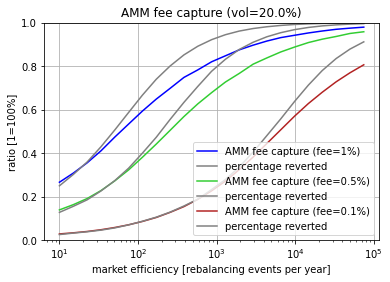 AMM fee capture (vol=20.0%)
ratio [1=100%]
1.0
0.8
0.6
0.4
0.2
0.0
AMM fee capture (fee=1%)
percentage reverted
AMM fee capture (fee=0.5%)
percentage reverted
AMM fee capture (fee=0.1%)
percentage reverted
10¹ 10² 10³ 10⁴ 10⁵
market efficiency [rebalancing events per year]